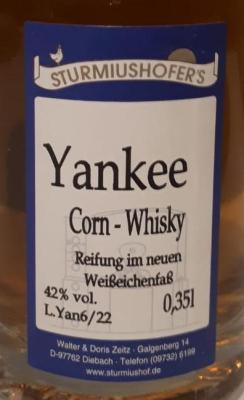 STURMIUSHOFER'S
Yankee
Corn - Whisky
Reifung im neuen
Weißeichenfaß
42% vol.
0,35l
L.Yan6/22
Walter & Doris Zeitz - Galgenberg 14
D-97762 Diebach - Telefon (09732) 6199
www.sturmiushof.de